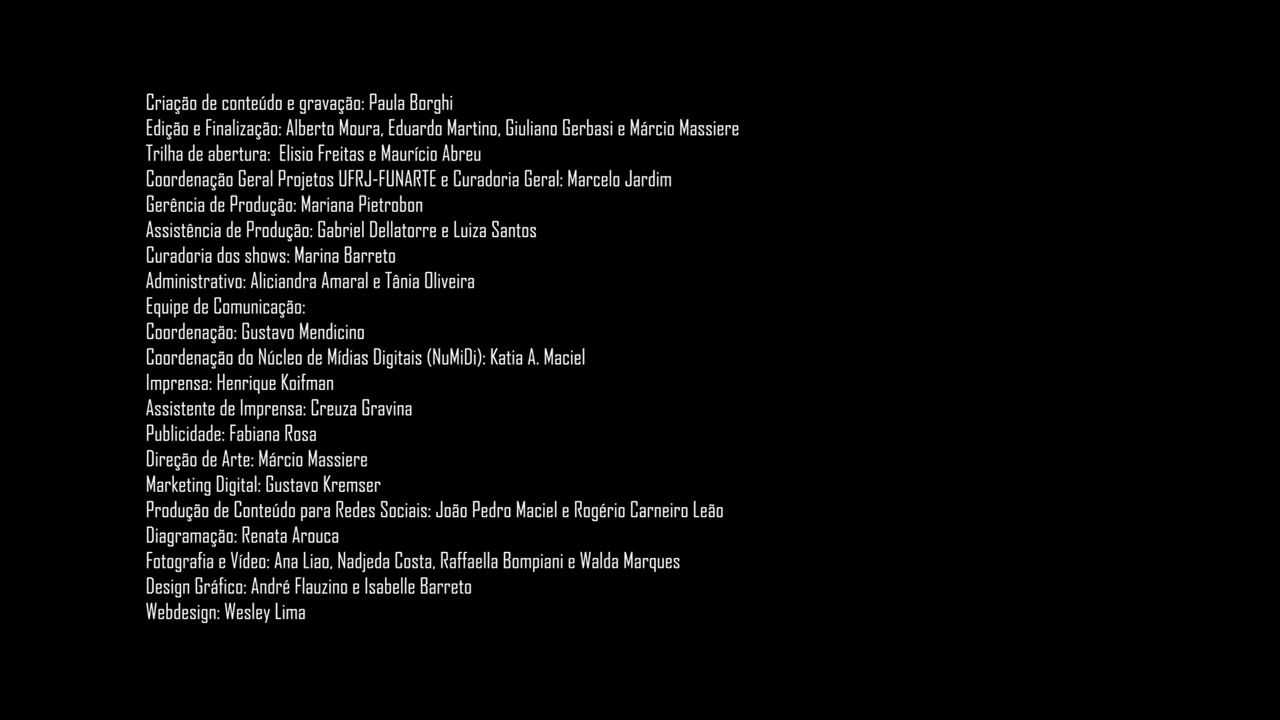 Criação de conteúdo e gravação: Paula Borghi
Edição e Finalização: Alberto Moura, Eduardo Martino, Giuliano Gerbasi e Márcio Massiere
Trilha de abertura:  Elisio Freitas e Maurício Abreu
Coordenação Geral Projetos UFRJ-FUNARTE e Curadoria Geral: Marcelo Jardim
Gerência de Produção: Mariana Pietrobon
Assistência de Produção: Gabriel Dellatorre e Luiza Santos
Curadoria dos shows: Marina Barreto
Administrativo: Aliciandra Amaral e Tânia Oliveira
Equipe de Comunicação:
Coordenação: Gustavo Mendicino
Coordenação do Núcleo de Mídias Digitais (NuMiDi): Katia A. Maciel
Imprensa: Henrique Koifman
Assistente de Imprensa: Creuza Gravina
Publicidade: Fabiana Rosa
Direção de Arte: Márcio Massiere
Marketing Digital: Gustavo Kremser
Produção de Conteúdo para Redes Sociais: João Pedro Maciel e Rogério Carneiro Leão
Diagramação: Renata Arouca
Fotografia e Vídeo: Ana Liao, Nadjeda Costa, Raffaella Bompiani e Walda Marques
Design Gráfico: André Flauzino e Isabelle Barreto
Webdesign: Wesley Lima